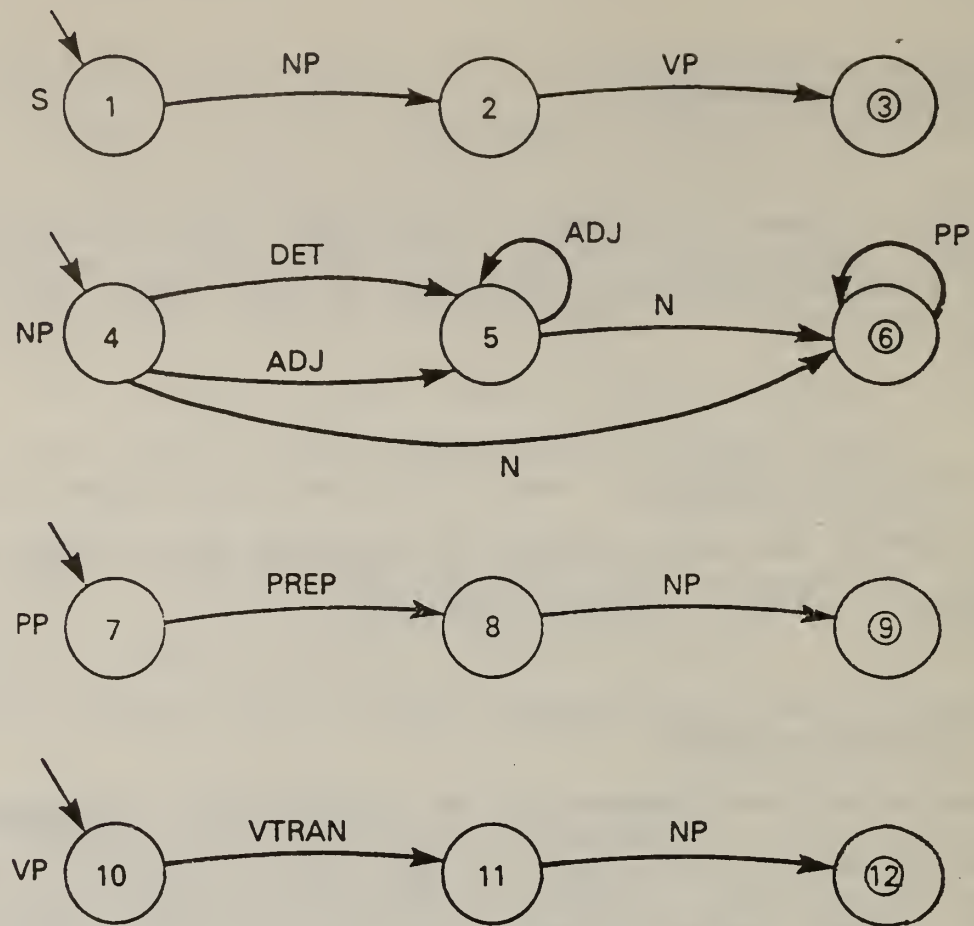 NP VP
S 1 2 3
ADJ PP
DET
N
NP 4 5 6
ADJ
N
PREP NP
PP 7 8 9
VTRAN NP
VP 10 11 12